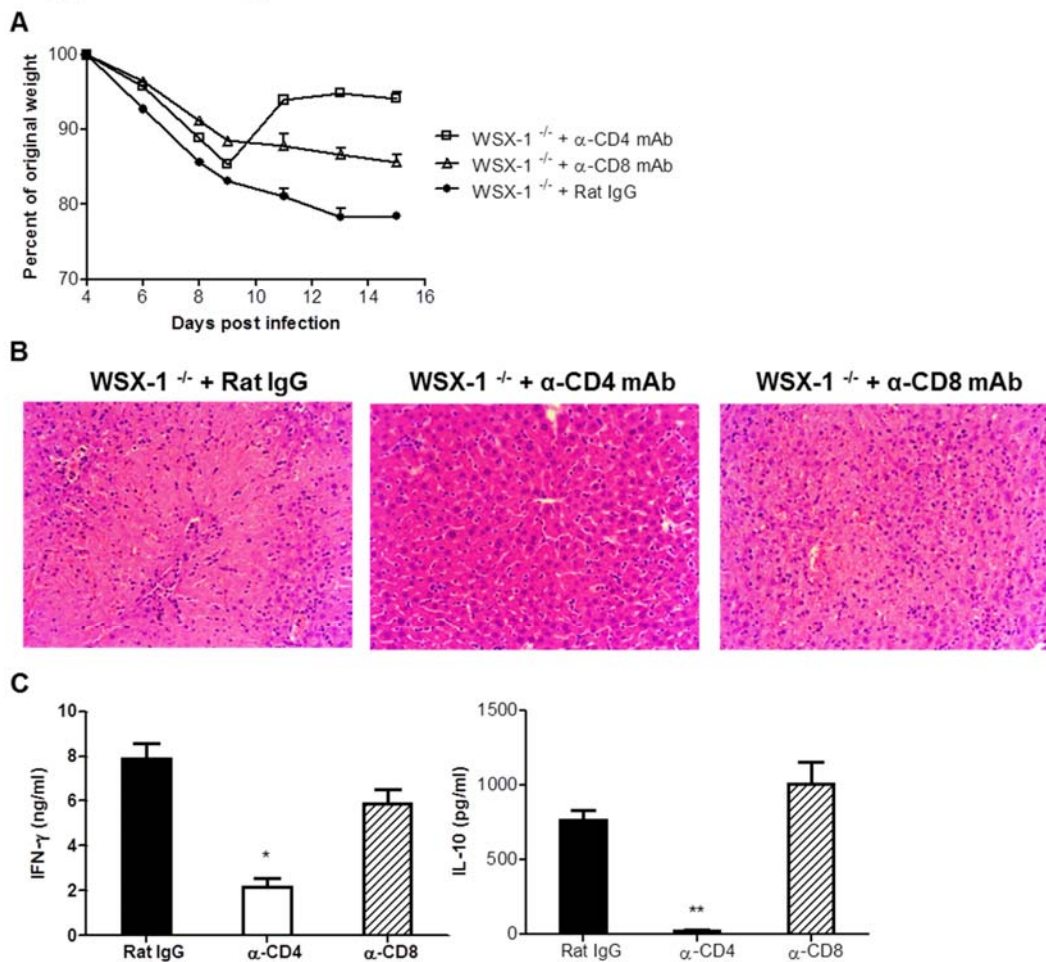 A
Percent of original weight
100
90
80
70
4 6 8 10 12 14 16
Days post infection
WSX-1 -/- + α-CD4 mAb
WSX-1 -/- + α-CD8 mAb
WSX-1 -/- + Rat IgG
B
WSX-1 -/- + Rat IgG
WSX-1 -/- + α-CD4 mAb
WSX-1 -/- + α-CD8 mAb
C
IFN-γ (ng/ml)
10
8
6
4
2
0
*
Rat IgG α-CD4 α-CD8
IL-10 (pg/ml)
1500
1000
500
0
**
Rat IgG α-CD4 α-CD8